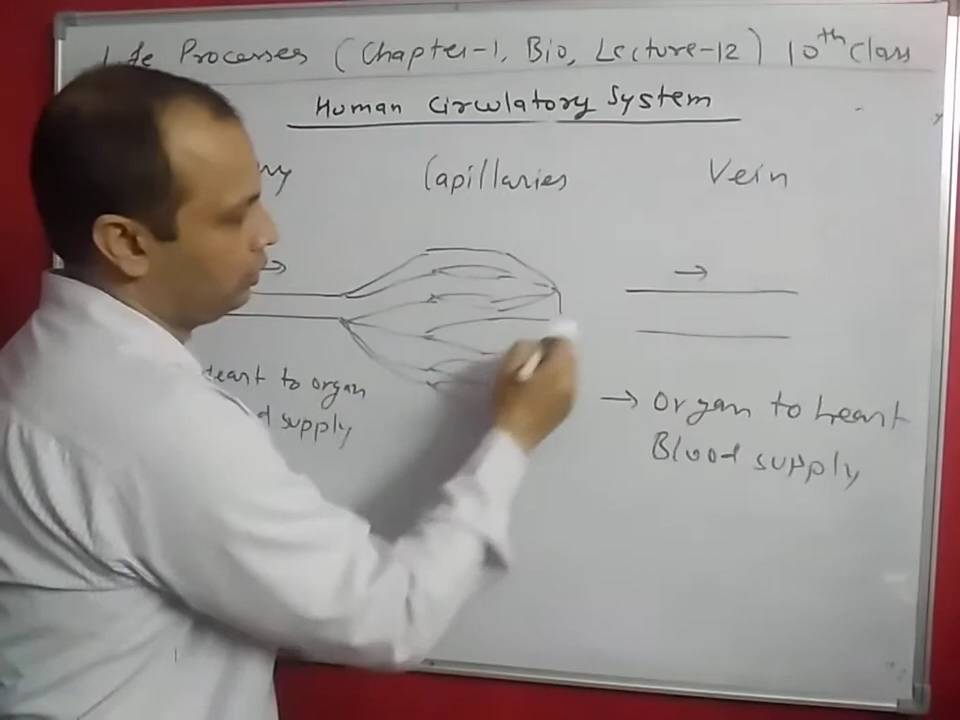 Life Processes (Chapter-1, Bio, Lecture-12) 10th class
Human Circulatory System
Capillaries Vein
→
→
to organ → Organ to heart
supply Blood supply